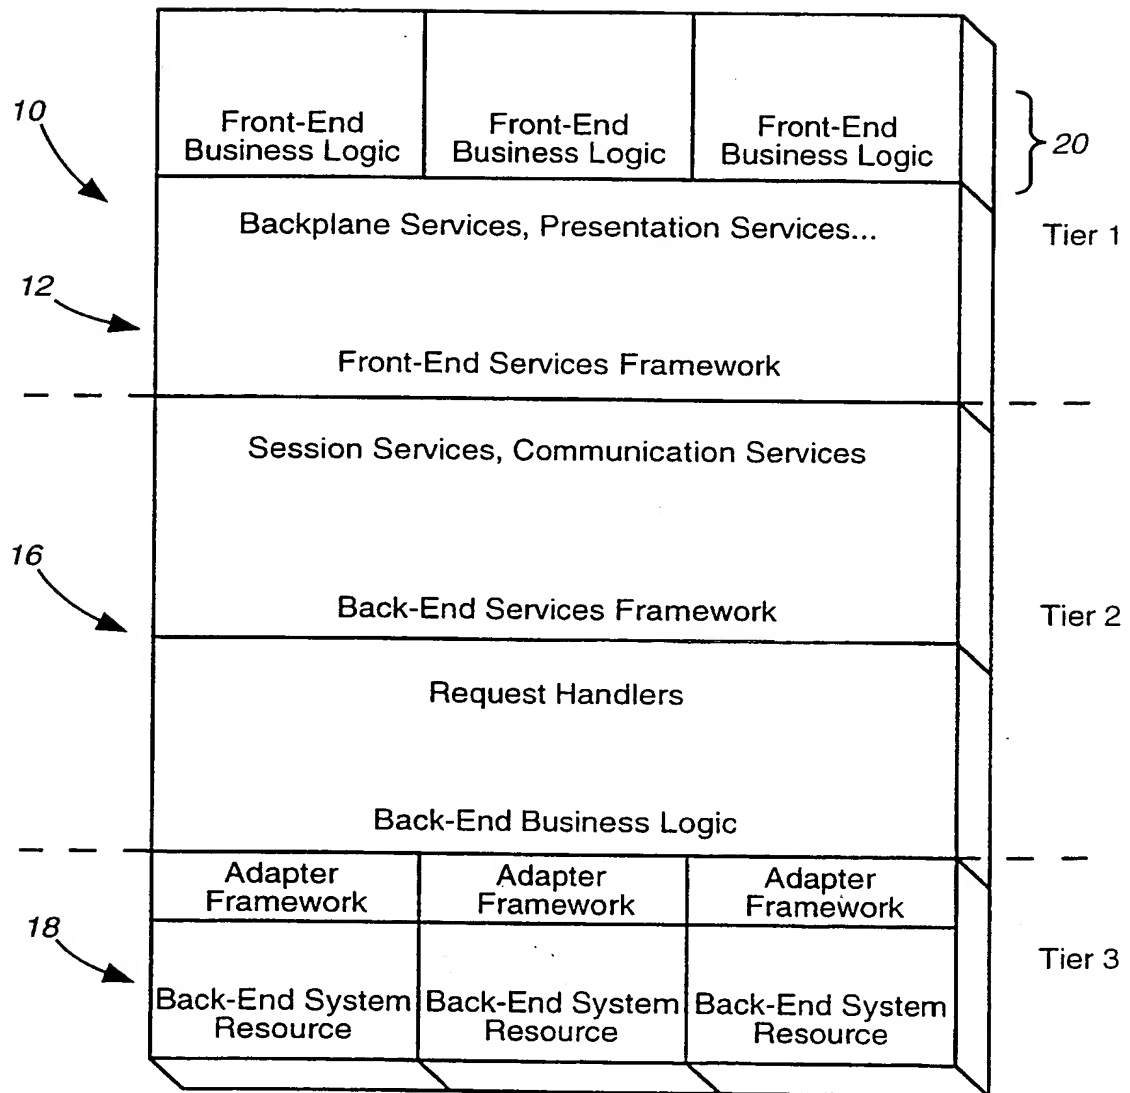 10
Front-End
Business Logic
Front-End
Business Logic
Front-End
Business Logic
20
Backplane Services, Presentation Services...
Tier 1
12
Front-End Services Framework
Session Services, Communication Services
16
Back-End Services Framework
Tier 2
Request Handlers
Back-End Business Logic
Adapter
Framework
Adapter
Framework
Adapter
Framework
18
Tier 3
Back-End System
Resource
Back-End System
Resource
Back-End System
Resource